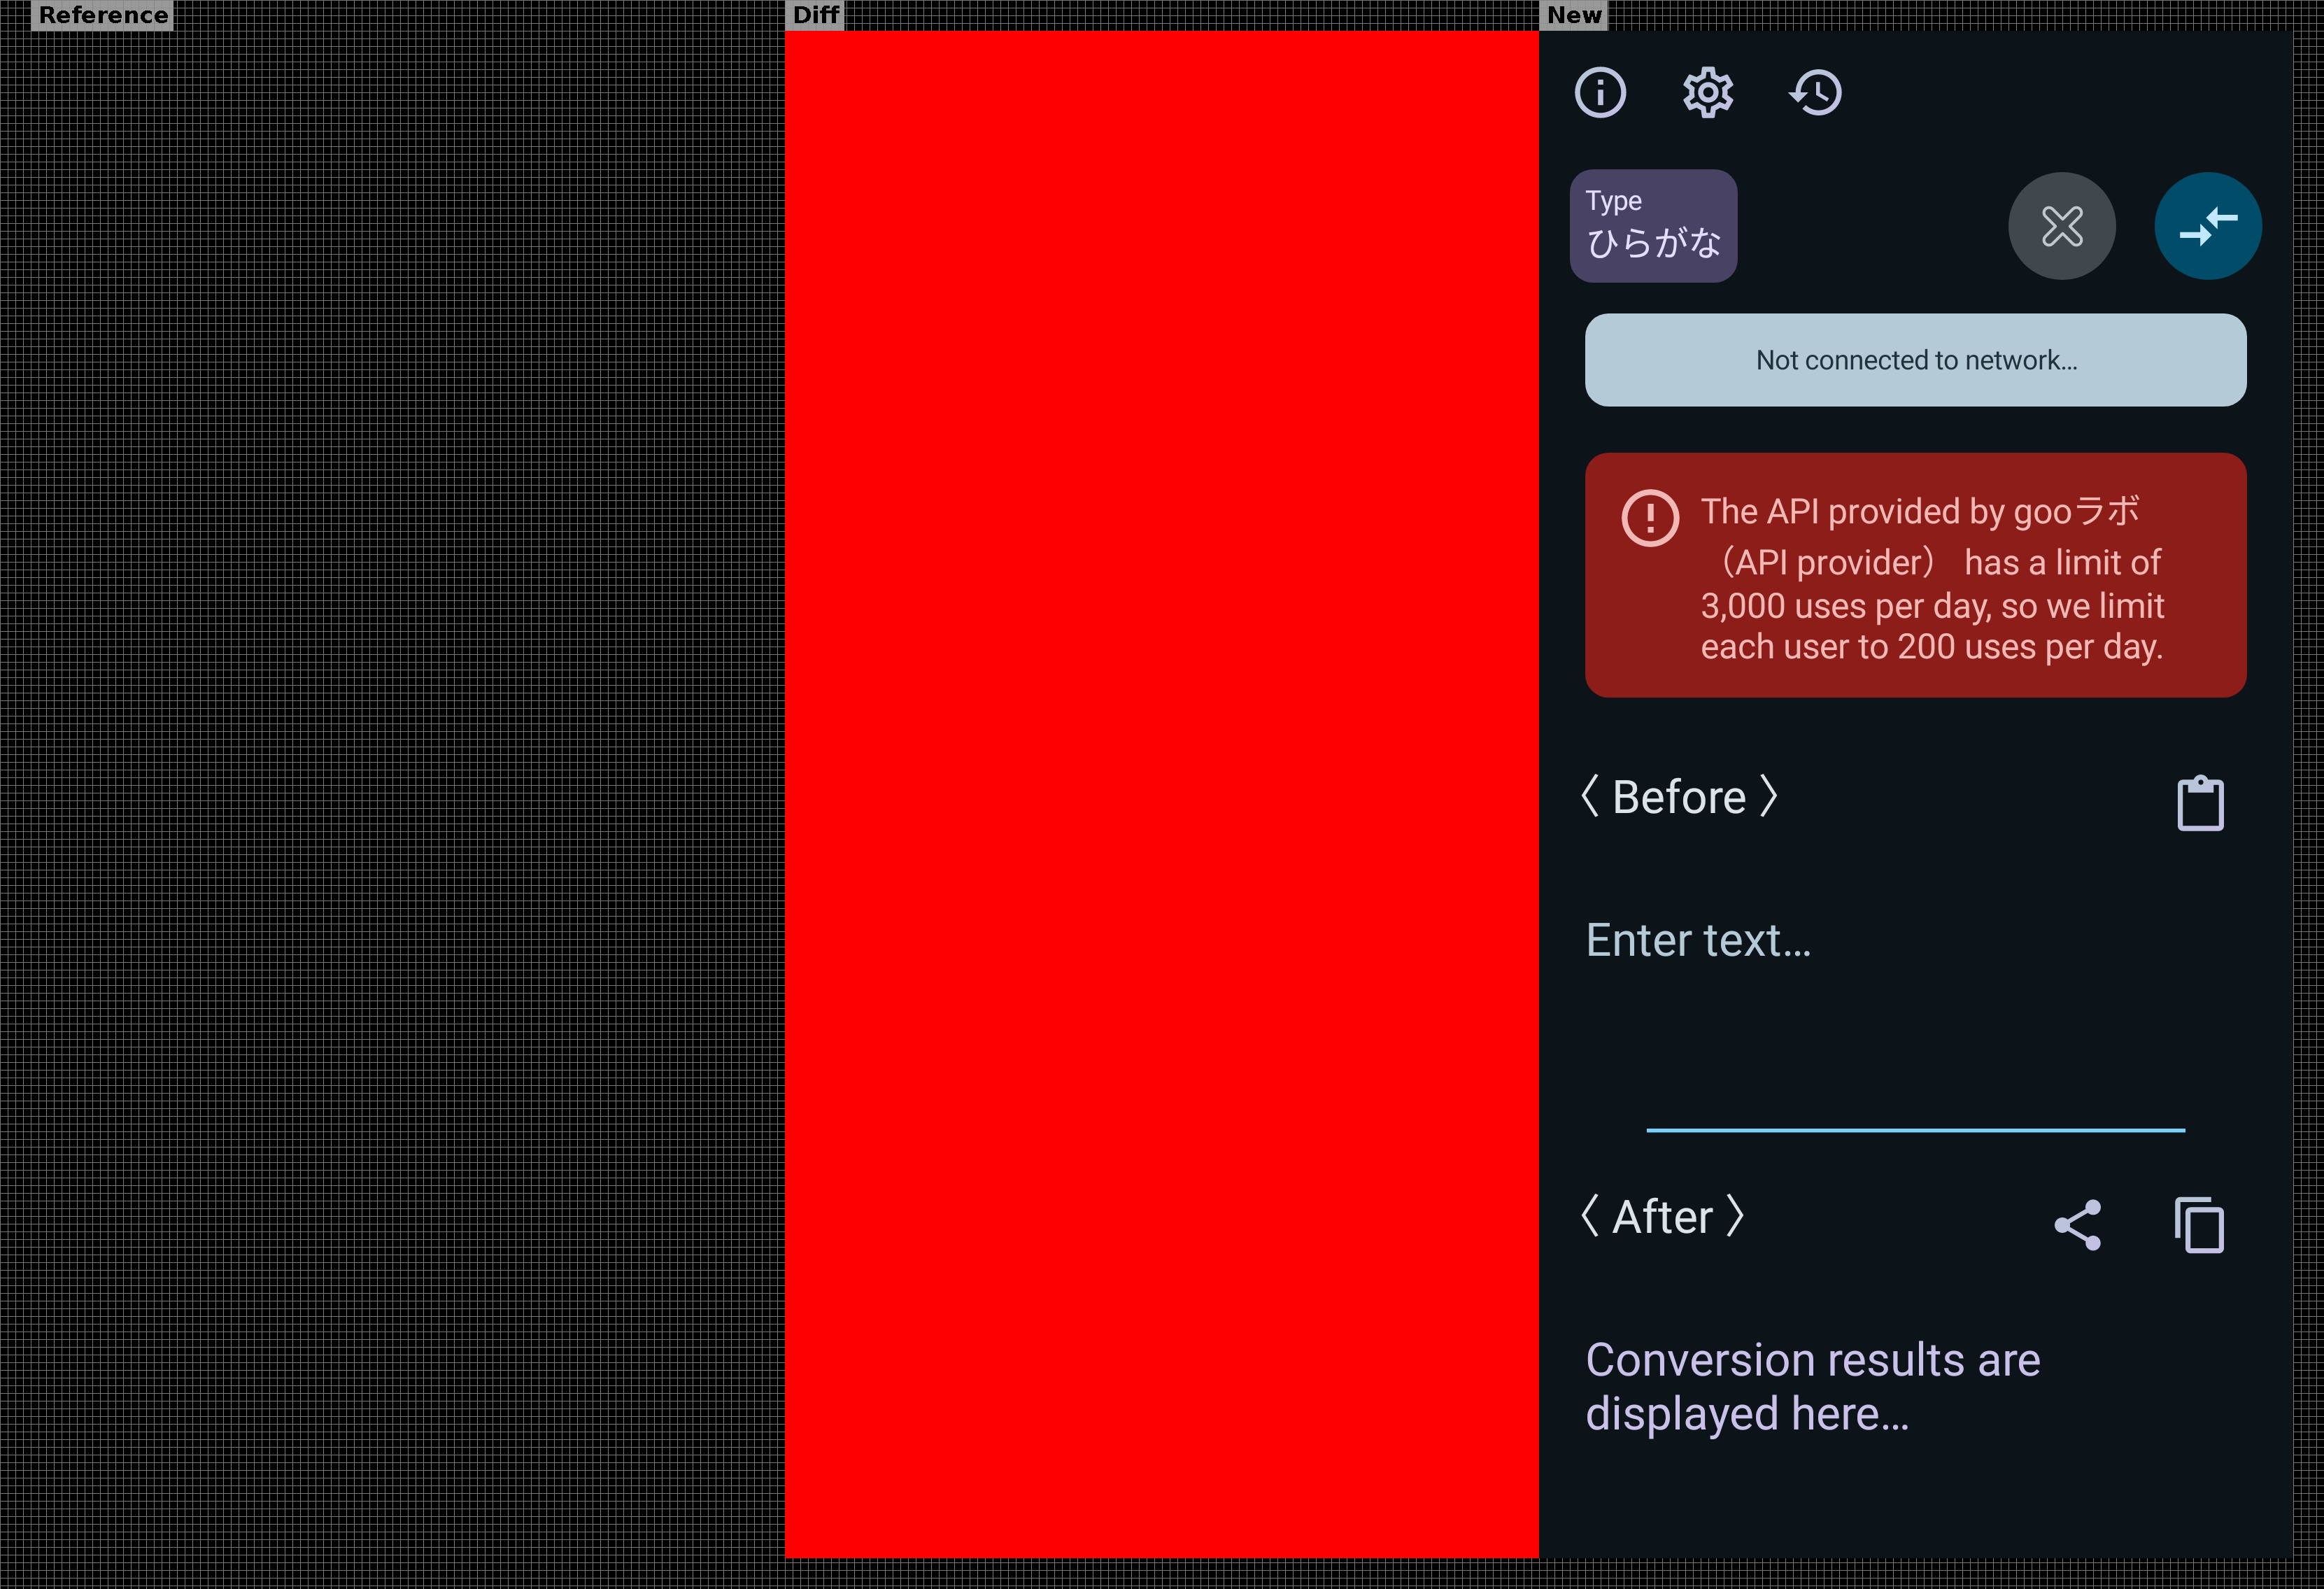 Reference
Diff
New
Type
ひらがな
Not connected to network…
The API provided by gooラボ
（API provider） has a limit of
3,000 uses per day, so we limit
each user to 200 uses per day.
〈 Before 〉
Enter text…
〈 After 〉
Conversion results are
displayed here…